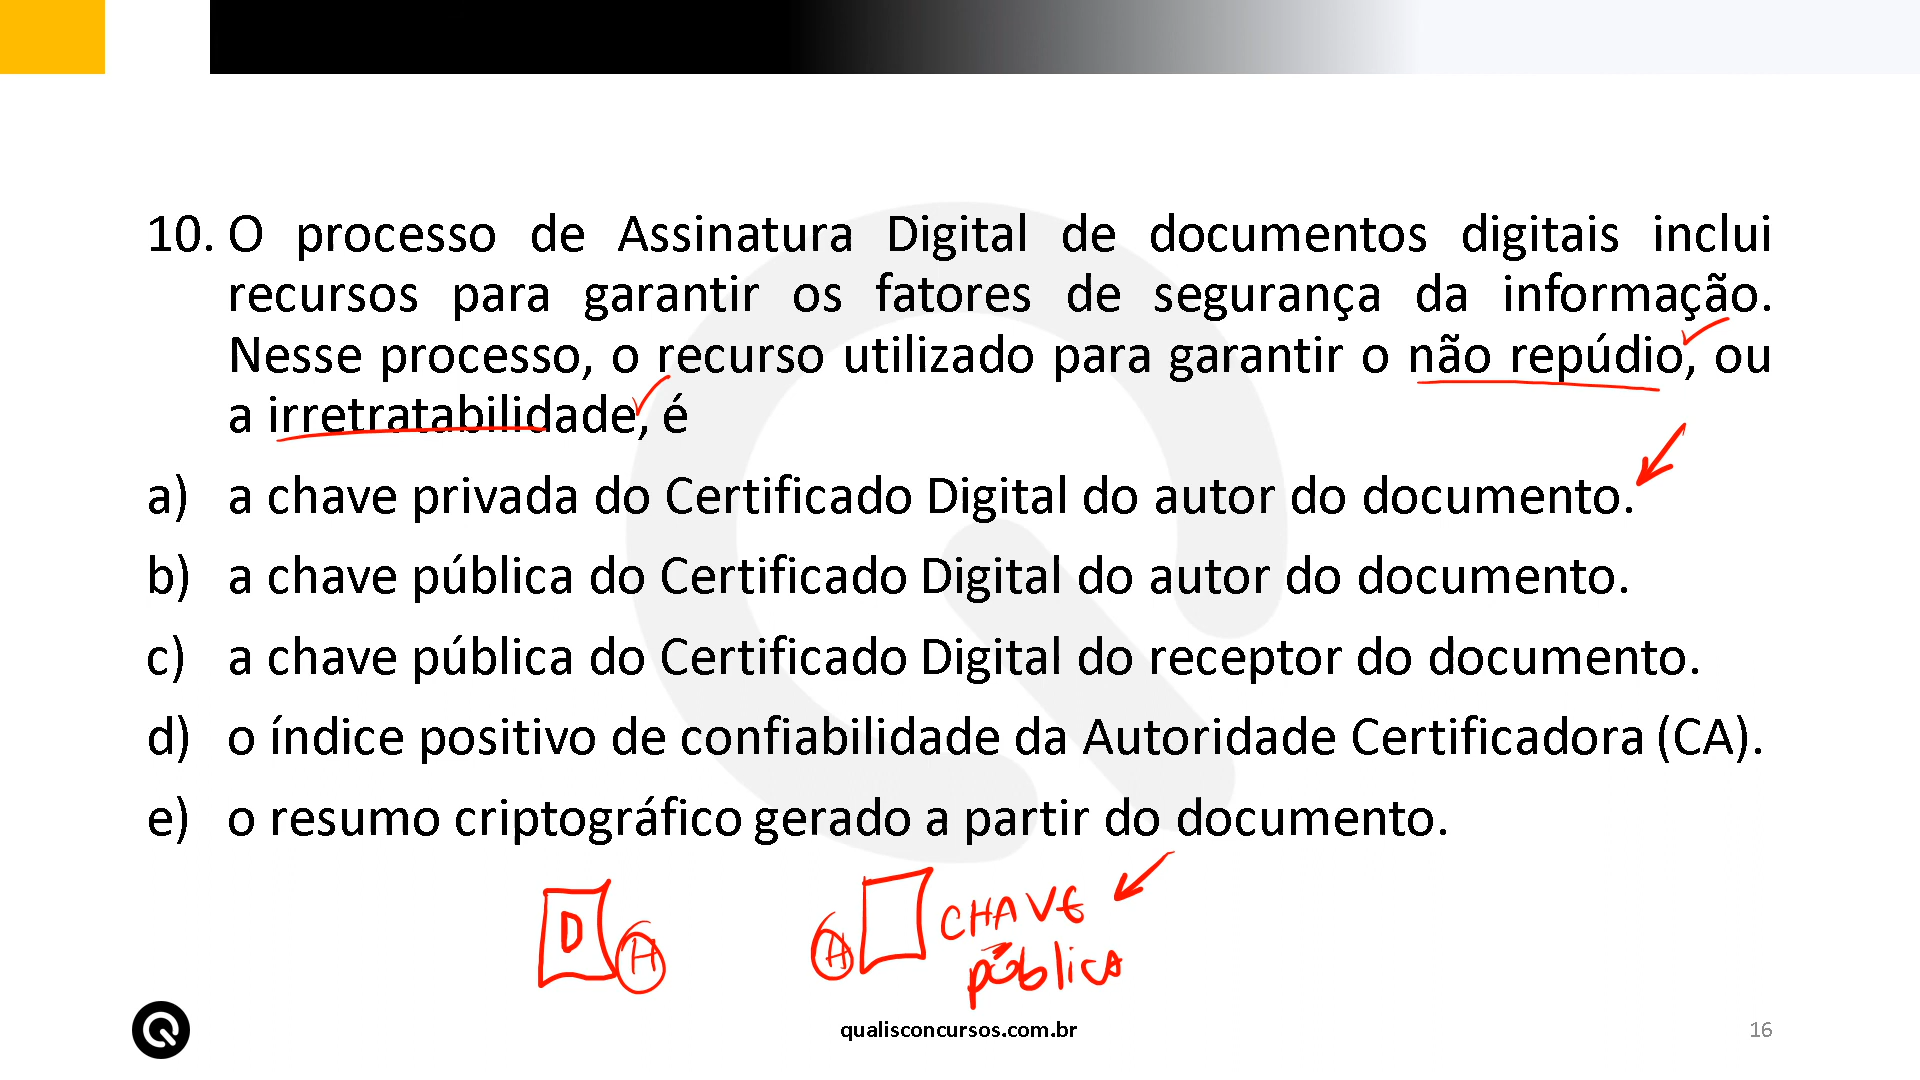 10. O processo de Assinatura Digital de documentos digitais inclui
recursos para garantir os fatores de segurança da informação.
Nesse processo, o recurso utilizado para garantir o não repúdio, ou
a irretratabilidade, é
a) a chave privada do Certificado Digital do autor do documento.
b) a chave pública do Certificado Digital do autor do documento.
c) a chave pública do Certificado Digital do receptor do documento.
d) o índice positivo de confiabilidade da Autoridade Certificadora (CA).
e) o resumo criptográfico gerado a partir do documento.
D H H CHAVE
pública
qualisconcursos.com.br 16